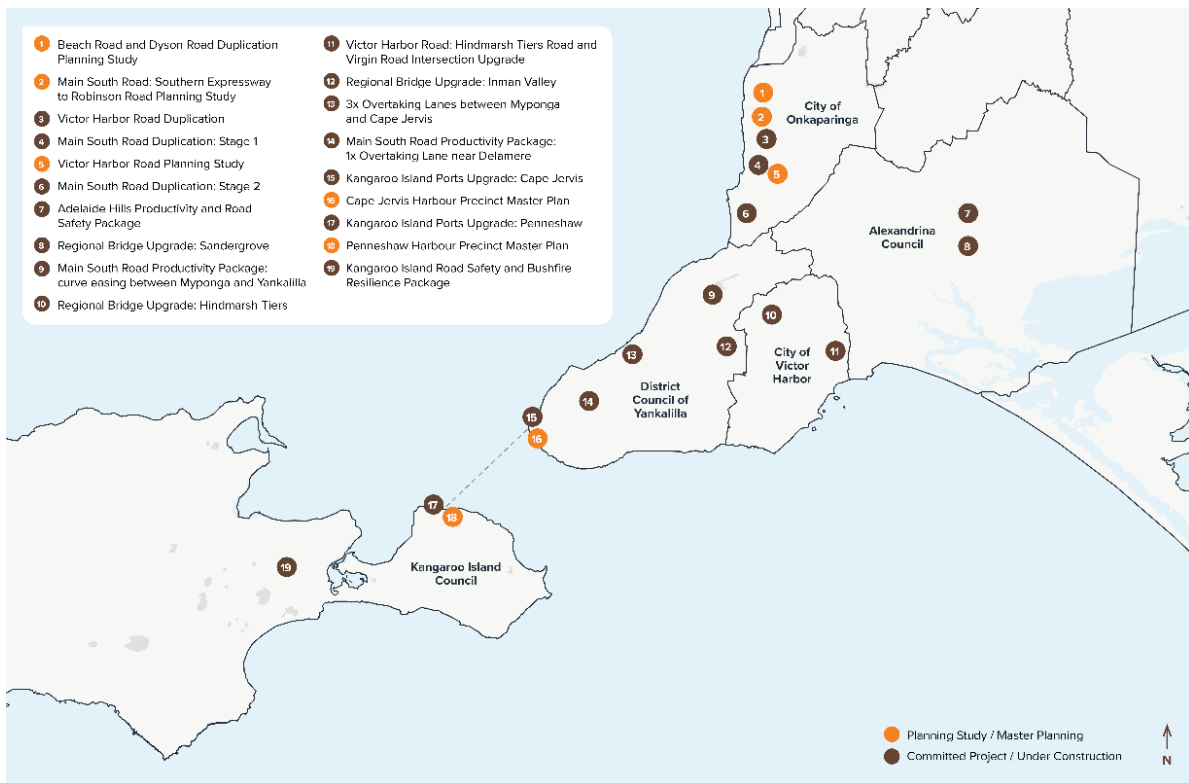 1 Beach Road and Dyson Road Duplication
Planning Study
2 Main South Road: Southern Expressway
to Robinson Road Planning Study
3 Victor Harbor Road Duplication
4 Main South Road Duplication: Stage 1
5 Victor Harbor Road Planning Study
6 Main South Road Duplication: Stage 2
7 Adelaide Hills Productivity and Road
Safety Package
8 Regional Bridge Upgrade: Sandergrove
9 Main South Road Productivity Package:
curve easing between Myponga and Yankalilla
10 Regional Bridge Upgrade: Hindmarsh Tiers
11 Victor Harbor Road: Hindmarsh Tiers Road and
Virgin Road Intersection Upgrade
12 Regional Bridge Upgrade: Inman Valley
13 3x Overtaking Lanes between Myponga
and Cape Jervis
14 Main South Road Productivity Package:
1x Overtaking Lane near Delamere
15 Kangaroo Island Ports Upgrade: Cape Jervis
16 Cape Jervis Harbour Precinct Master Plan
17 Kangaroo Island Ports Upgrade: Penneshaw
18 Penneshaw Harbour Precinct Master Plan
19 Kangaroo Island Road Safety and Bushfire
Resilience Package
1
City of
Onkaparinga
2
3
4
5
6
7
Alexandrina
Council
8
9
10
11
12
City of
Victor
Harbor
13
14
District
Council of
Yankalilla
15
16
17
18
19
Kangaroo Island
Council
Planning Study / Master Planning
Committed Project / Under Construction
N